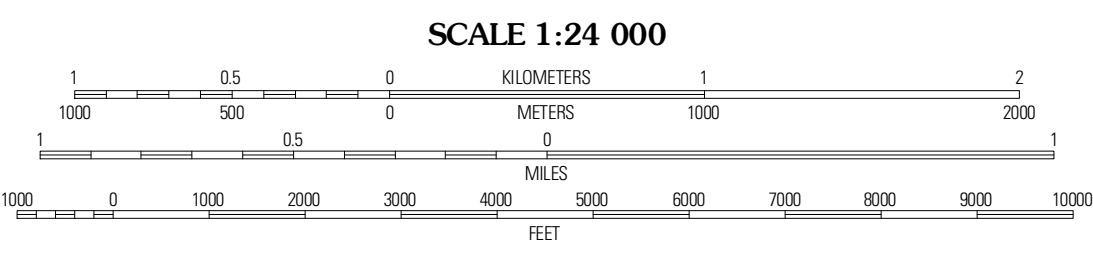 SCALE 1:24 000
1 0.5 0 KILOMETERS 1 2
1000 500 0 METERS 1000 2000
1 0.5 0 1
MILES
1000 0 1000 2000 3000 4000 5000 6000 7000 8000 9000 10000
FEET